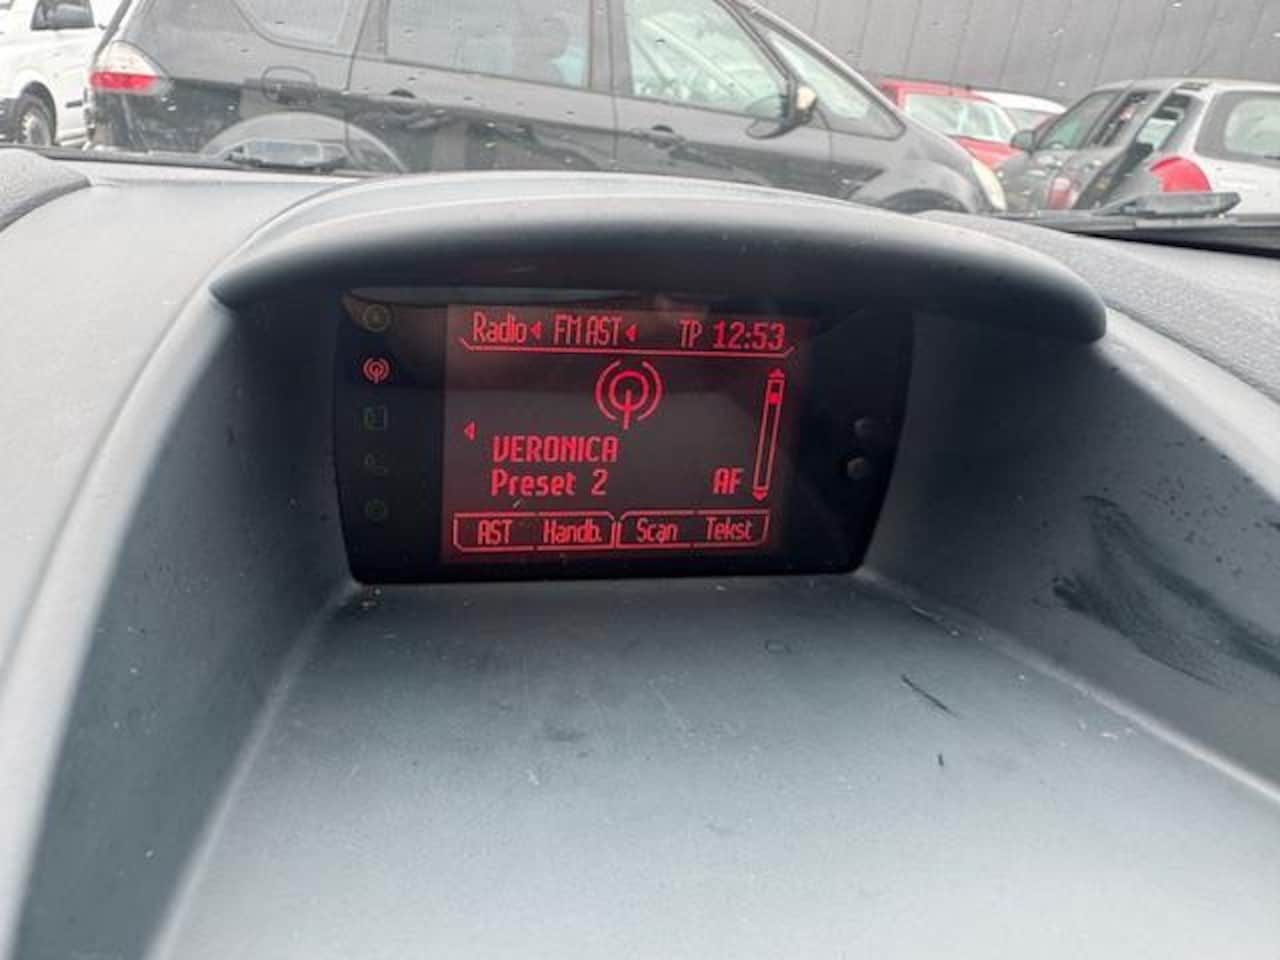 Radio FM AST TP 12:53
VERONICA
Preset 2 AF
AST Handb. Scan Tekst